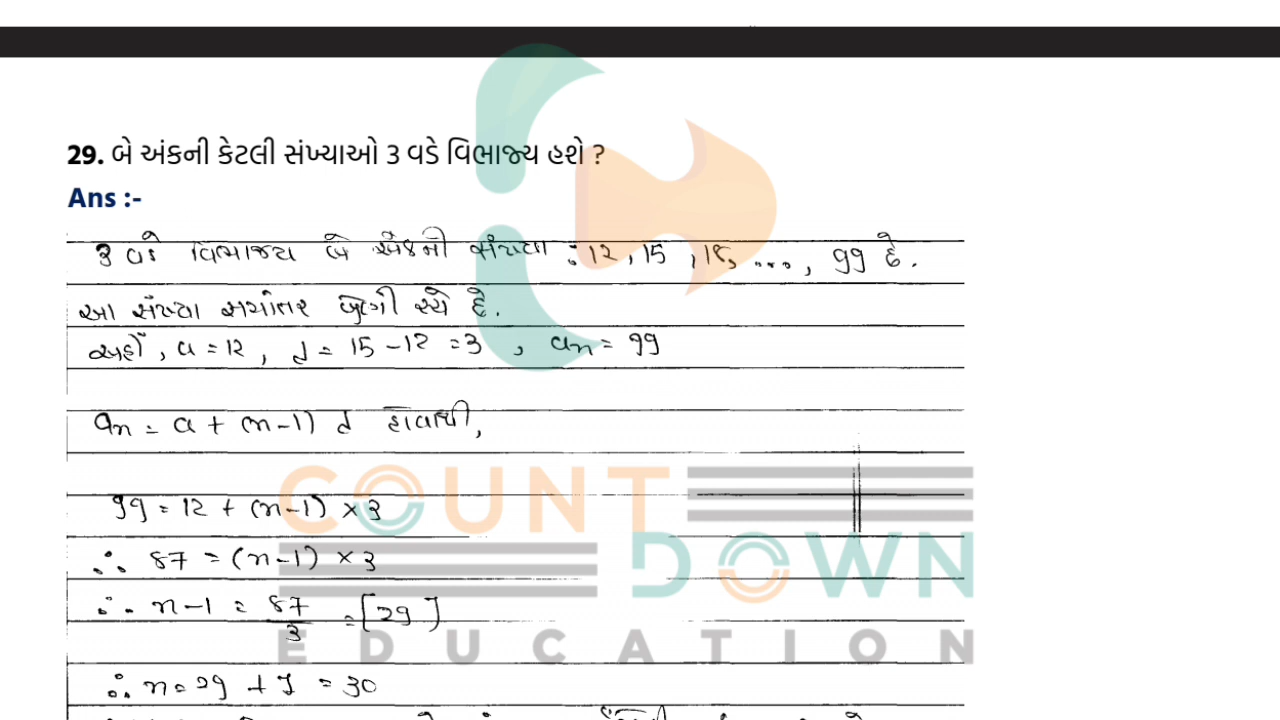 29. બે અંકની કેટલી સંખ્યાઓ 3 વડે વિભાજ્ય હશે ?
Ans :-
3 વડે વિભાજ્ય બે અંકની સંખ્યા : 12, 15, 18, ..., 99 છે.
આ સંખ્યા સમાંતર શ્રેણી રચે છે.
અહીં, a = 12, d = 15 - 12 = 3, an = 99
an = a + (n-1) d હોવાથી,
99 = 12 + (n-1) × 3
∴ 87 = (n-1) × 3
∴ n-1 = 87/3 = [29]
∴ n = 29 + 1 = 30
COUNT
DOWN
EDUCATION